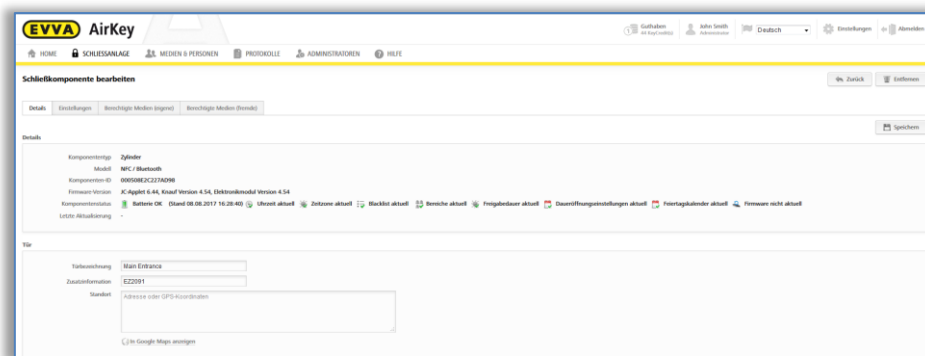 EVVA AirKey
Guthaben
49 KeyCredit(s)
John Smith
Administrator
Deutsch
Einstellungen
Abmelden
HOME SCHLIESSANLAGE MEDIEN & PERSONEN PROTOKOLLE ADMINISTRATOREN HILFE
Schließkomponente bearbeiten
Zurück Entfernen
Details Einstellungen Berechtigte Medien (eigene) Berechtigte Medien (fremde)
Speichern
Details
Komponententyp Zylinder
Modell NFC / Bluetooth
Komponenten-ID 000508E2C227AD98
Firmware-Version JC-Applet 6.44, Knauf Version 4.54, Elektronikmodul Version 4.54
Komponentenstatus Batterie OK (Stand 08.08.2017 16:28:40) Uhrzeit aktuell Zeitzone aktuell Blacklist aktuell Bereiche aktuell Freigabedauer aktuell Daueröffnungseinstellungen aktuell Feiertagskalender aktuell Firmware nicht aktuell
Letzte Aktualisierung -
Tür
Türbezeichnung Main Entrance
Zusatzinformation EZ2091
Standort Adresse oder GPS-Koordinaten
In Google Maps anzeigen